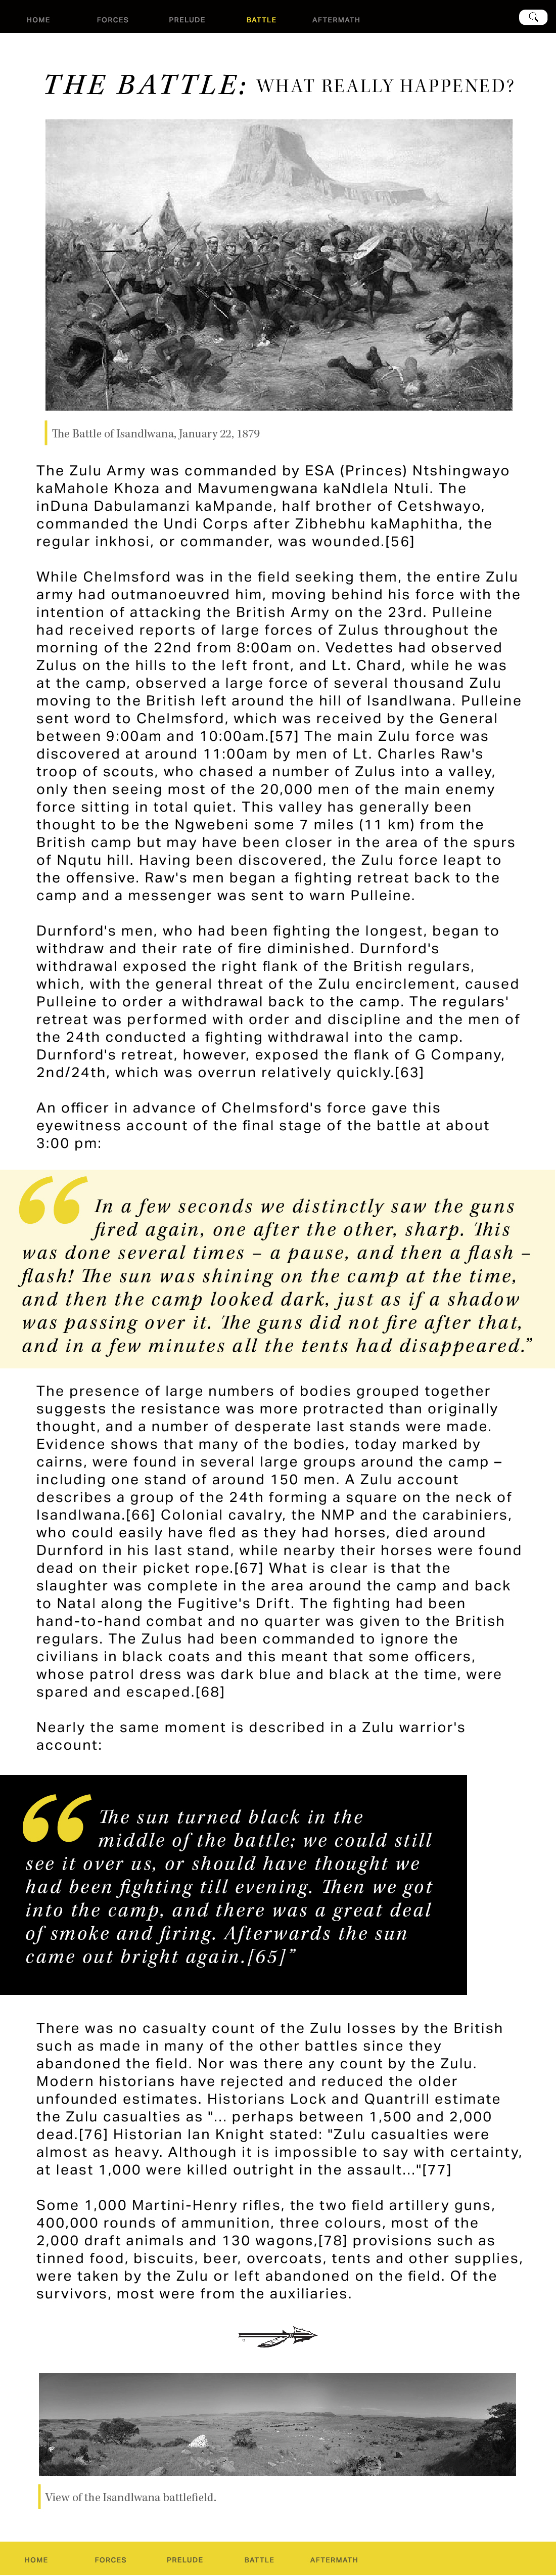 HOME FORCES PRELUDE BATTLE AFTERMATH
THE BATTLE: WHAT REALLY HAPPENED?
The Battle of Isandlwana, January 22, 1879
The Zulu Army was commanded by ESA (Princes) Ntshingwayo
kaMahole Khoza and Mavumengwana kaNdlela Ntuli. The
inDuna Dabulamanzi kaMpande, half brother of Cetshwayo,
commanded the Undi Corps after Zibhebhu kaMaphitha, the
regular inkhosi, or commander, was wounded.[56]
While Chelmsford was in the field seeking them, the entire Zulu
army had outmanoeuvred him, moving behind his force with the
intention of attacking the British Army on the 23rd. Pulleine
had received reports of large forces of Zulus throughout the
morning of the 22nd from 8:00am on. Vedettes had observed
Zulus on the hills to the left front, and Lt. Chard, while he was
at the camp, observed a large force of several thousand Zulu
moving to the British left around the hill of Isandlwana. Pulleine
sent word to Chelmsford, which was received by the General
between 9:00am and 10:00am.[57] The main Zulu force was
discovered at around 11:00am by men of Lt. Charles Raw's
troop of scouts, who chased a number of Zulus into a valley,
only then seeing most of the 20,000 men of the main enemy
force sitting in total quiet. This valley has generally been
thought to be the Ngwebeni some 7 miles (11 km) from the
British camp but may have been closer in the area of the spurs
of Nqutu hill. Having been discovered, the Zulu force leapt to
the offensive. Raw's men began a fighting retreat back to the
camp and a messenger was sent to warn Pulleine.
Durnford's men, who had been fighting the longest, began to
withdraw and their rate of fire diminished. Durnford's
withdrawal exposed the right flank of the British regulars,
which, with the general threat of the Zulu encirclement, caused
Pulleine to order a withdrawal back to the camp. The regulars'
retreat was performed with order and discipline and the men of
the 24th conducted a fighting withdrawal into the camp.
Durnford's retreat, however, exposed the flank of G Company,
2nd/24th, which was overrun relatively quickly.[63]
An officer in advance of Chelmsford's force gave this
eyewitness account of the final stage of the battle at about
3:00 pm:
“ In a few seconds we distinctly saw the guns
fired again, one after the other, sharp. This
was done several times – a pause, and then a flash –
flash! The sun was shining on the camp at the time,
and then the camp looked dark, just as if a shadow
was passing over it. The guns did not fire after that,
and in a few minutes all the tents had disappeared.”
The presence of large numbers of bodies grouped together
suggests the resistance was more protracted than originally
thought, and a number of desperate last stands were made.
Evidence shows that many of the bodies, today marked by
cairns, were found in several large groups around the camp –
including one stand of around 150 men. A Zulu account
describes a group of the 24th forming a square on the neck of
Isandlwana.[66] Colonial cavalry, the NMP and the carabiniers,
who could easily have fled as they had horses, died around
Durnford in his last stand, while nearby their horses were found
dead on their picket rope.[67] What is clear is that the
slaughter was complete in the area around the camp and back
to Natal along the Fugitive's Drift. The fighting had been
hand-to-hand combat and no quarter was given to the British
regulars. The Zulus had been commanded to ignore the
civilians in black coats and this meant that some officers,
whose patrol dress was dark blue and black at the time, were
spared and escaped.[68]
Nearly the same moment is described in a Zulu warrior's
account:
“ The sun turned black in the
middle of the battle; we could still
see it over us, or should have thought we
had been fighting till evening. Then we got
into the camp, and there was a great deal
of smoke and firing. Afterwards the sun
came out bright again.[65]”
There was no casualty count of the Zulu losses by the British
such as made in many of the other battles since they
abandoned the field. Nor was there any count by the Zulu.
Modern historians have rejected and reduced the older
unfounded estimates. Historians Lock and Quantrill estimate
the Zulu casualties as "... perhaps between 1,500 and 2,000
dead.[76] Historian Ian Knight stated: "Zulu casualties were
almost as heavy. Although it is impossible to say with certainty,
at least 1,000 were killed outright in the assault..."[77]
Some 1,000 Martini-Henry rifles, the two field artillery guns,
400,000 rounds of ammunition, three colours, most of the
2,000 draft animals and 130 wagons,[78] provisions such as
tinned food, biscuits, beer, overcoats, tents and other supplies,
were taken by the Zulu or left abandoned on the field. Of the
survivors, most were from the auxiliaries.
View of the Isandlwana battlefield.
HOME FORCES PRELUDE BATTLE AFTERMATH